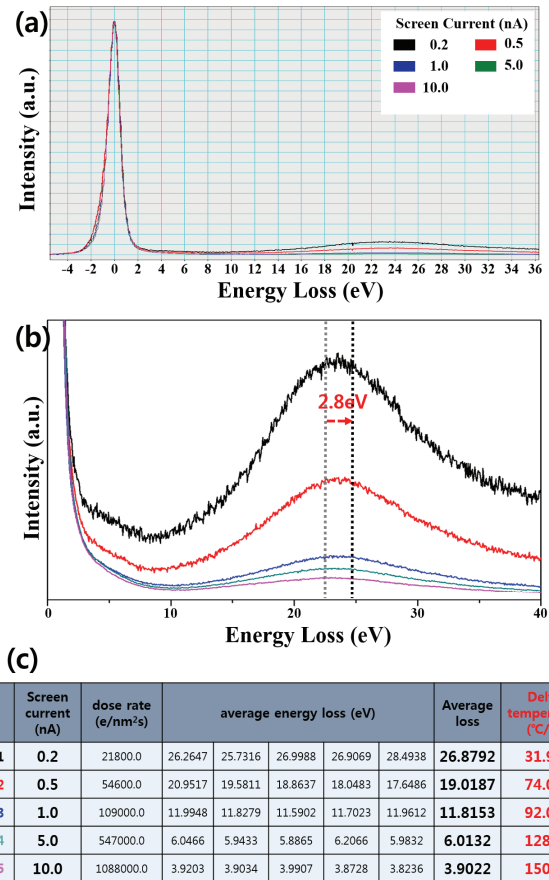 (a)
Screen Current (nA)
0.2 0.5
1.0 5.0
10.0
Intensity (a.u.)
-4 -2 0 2 4 6 8 10 12 14 16 18 20 22 24 26 28 30 32 34 36
Energy Loss (eV)
(b)
2.8eV
Intensity (a.u.)
0 10 20 30 40
Energy Loss (eV)
(c)
Screen current (nA) dose rate (e/nm²s) average energy loss (eV) Average loss
1 0.2 21800.0 26.2647 25.7316 26.9988 26.9069 28.4938 26.8792 31.9
2 0.5 54600.0 20.9517 19.5811 18.8637 18.0483 17.6486 19.0187 74.0
3 1.0 109000.0 11.9948 11.8279 11.5902 11.7023 11.9612 11.8153 92.0
4 5.0 547000.0 6.0466 5.9433 5.8865 6.2066 5.9832 6.0132 128
5 10.0 1088000.0 3.9203 3.9034 3.9907 3.8728 3.8236 3.9022 150